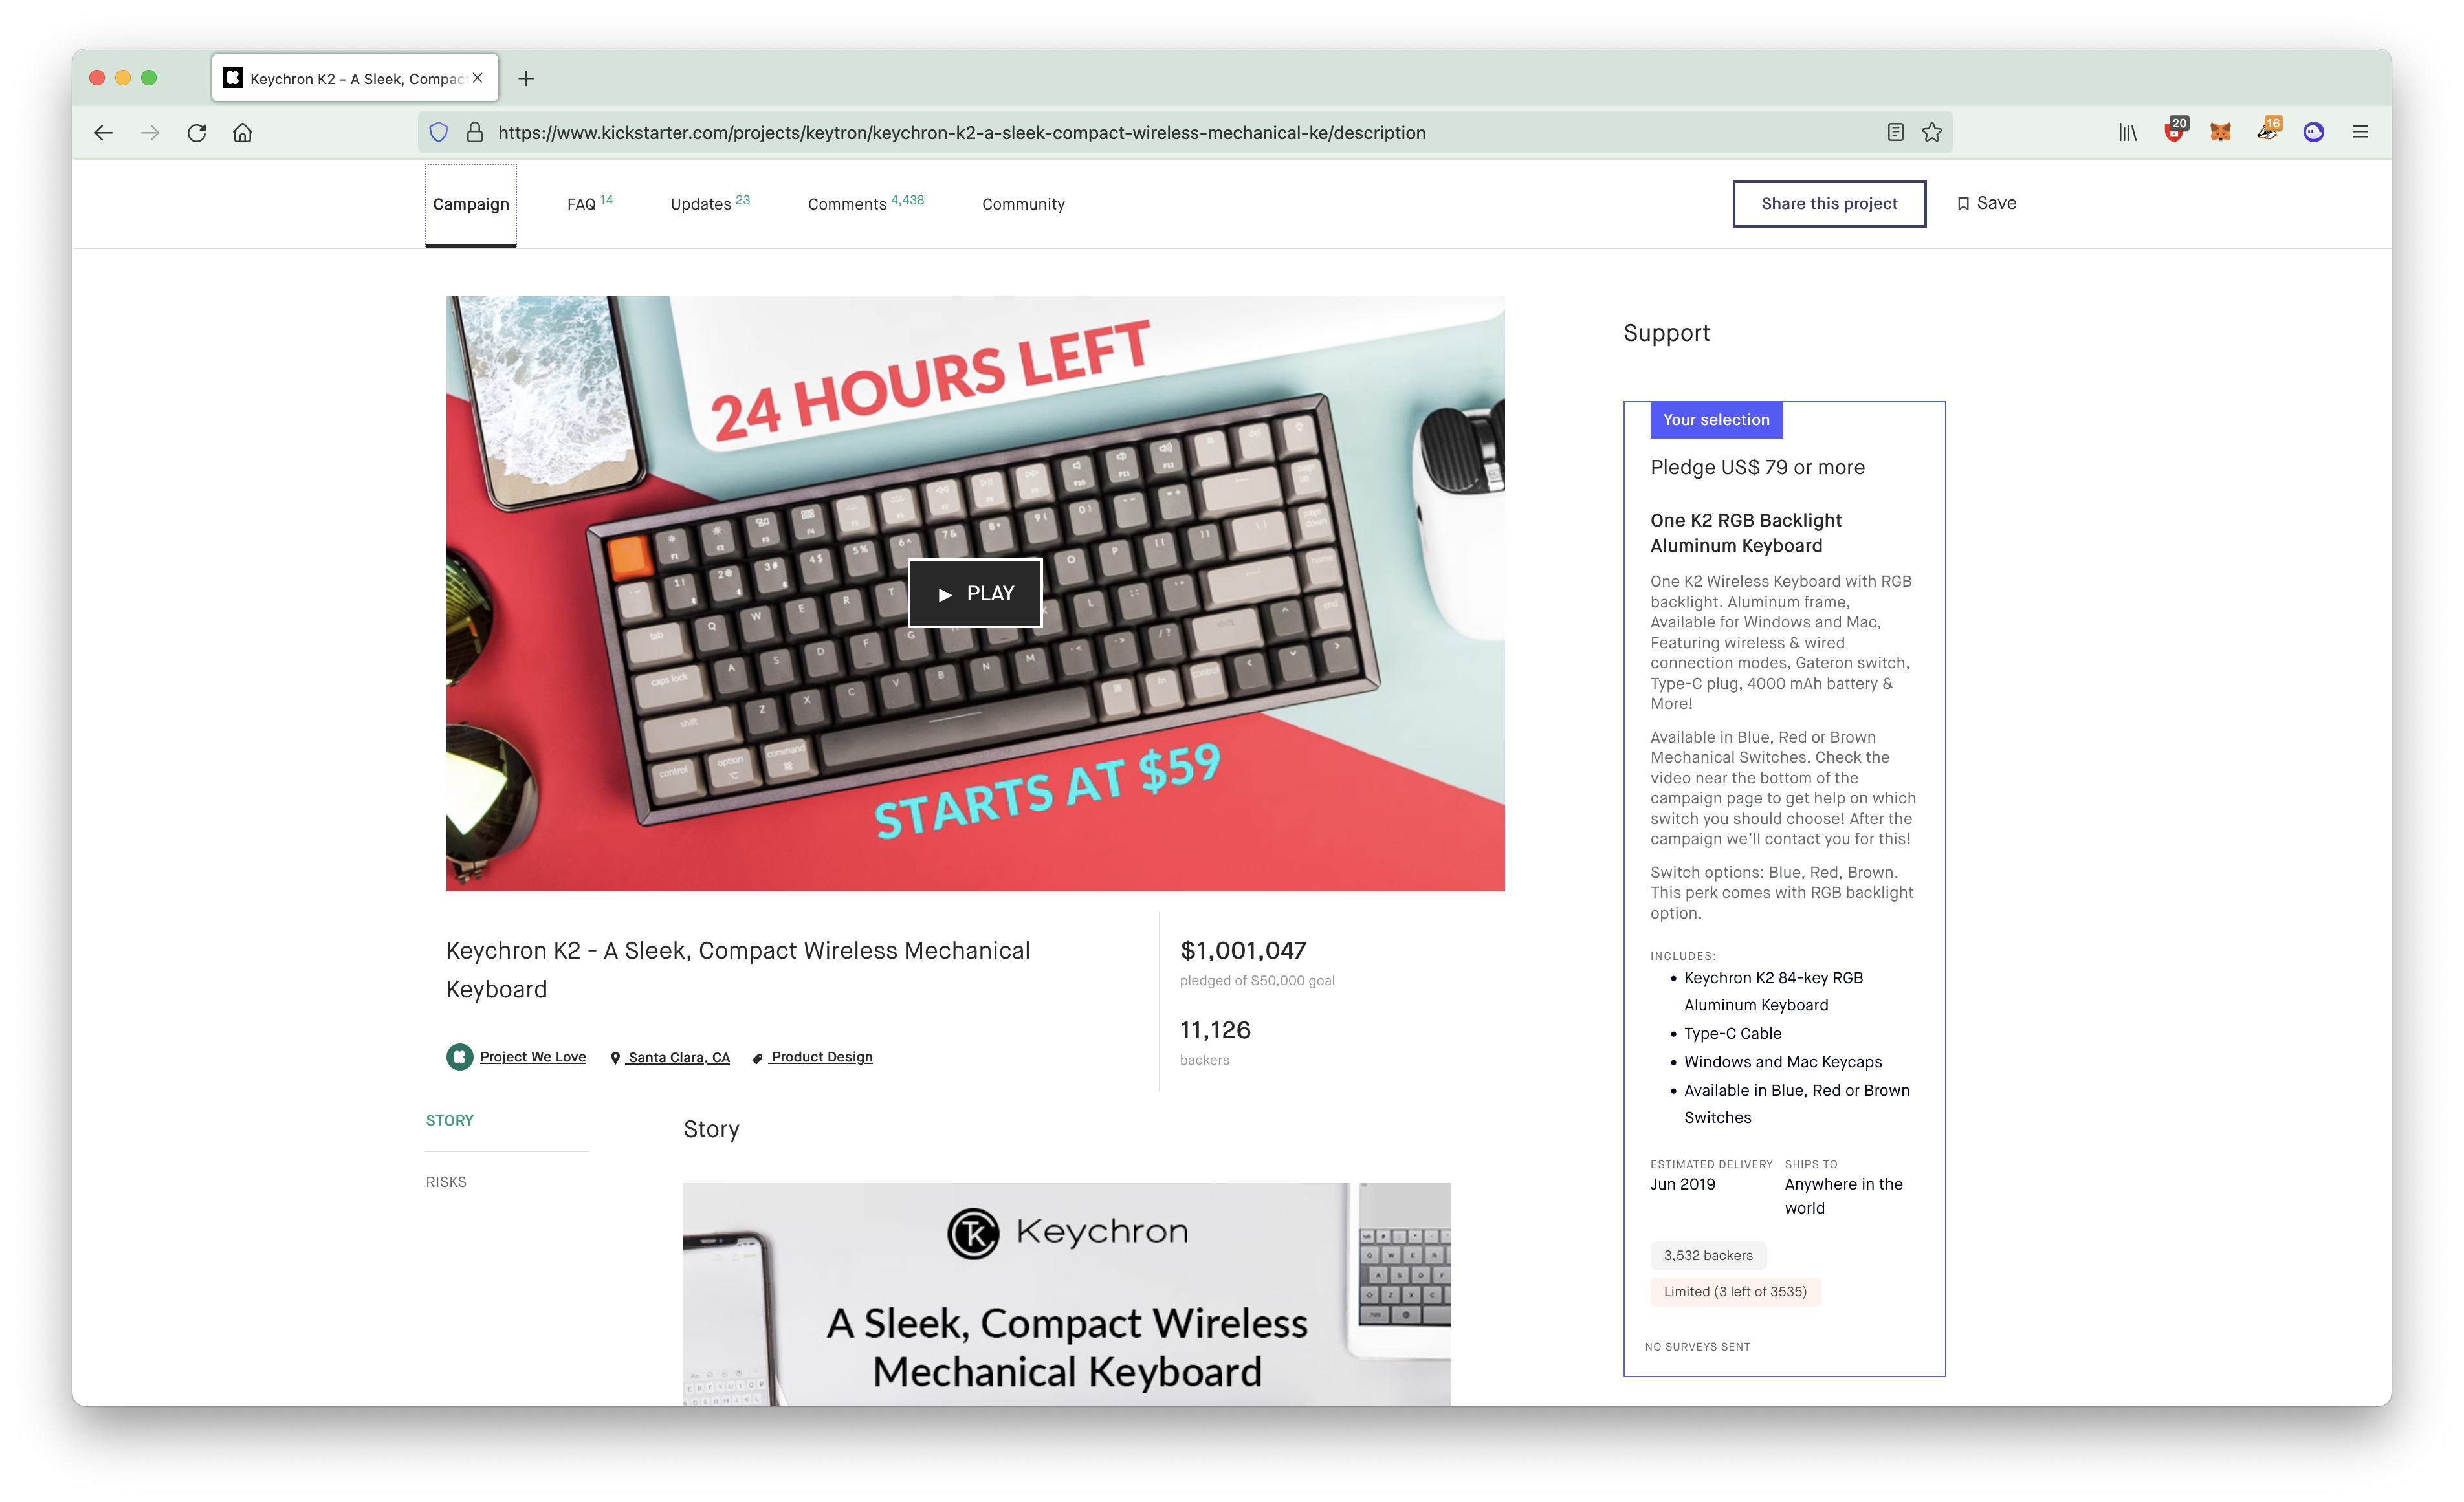 Keychron K2 - A Sleek, Compac
https://www.kickstarter.com/projects/keytron/keychron-k2-a-sleek-compact-wireless-mechanical-ke/description
20
16
Campaign
FAQ 14
Updates 23
Comments 4,438
Community
Share this project
Save
24 HOURS LEFT
PLAY
STARTS AT $59
Keychron K2 - A Sleek, Compact Wireless Mechanical
Keyboard
Project We Love
Santa Clara, CA
Product Design
$1,001,047
pledged of $50,000 goal
11,126
backers
STORY
RISKS
Story
Keychron
A Sleek, Compact Wireless
Mechanical Keyboard
Support
Your selection
Pledge US$ 79 or more
One K2 RGB Backlight
Aluminum Keyboard
One K2 Wireless Keyboard with RGB
backlight. Aluminum frame,
Available for Windows and Mac,
Featuring wireless & wired
connection modes, Gateron switch,
Type-C plug, 4000 mAh battery &
More!
Available in Blue, Red or Brown
Mechanical Switches. Check the
video near the bottom of the
campaign page to get help on which
switch you should choose! After the
campaign we'll contact you for this!
Switch options: Blue, Red, Brown.
This perk comes with RGB backlight
option.
INCLUDES:
Keychron K2 84-key RGB
Aluminum Keyboard
Type-C Cable
Windows and Mac Keycaps
Available in Blue, Red or Brown
Switches
ESTIMATED DELIVERY
Jun 2019
SHIPS TO
Anywhere in the
world
3,532 backers
Limited (3 left of 3535)
NO SURVEYS SENT